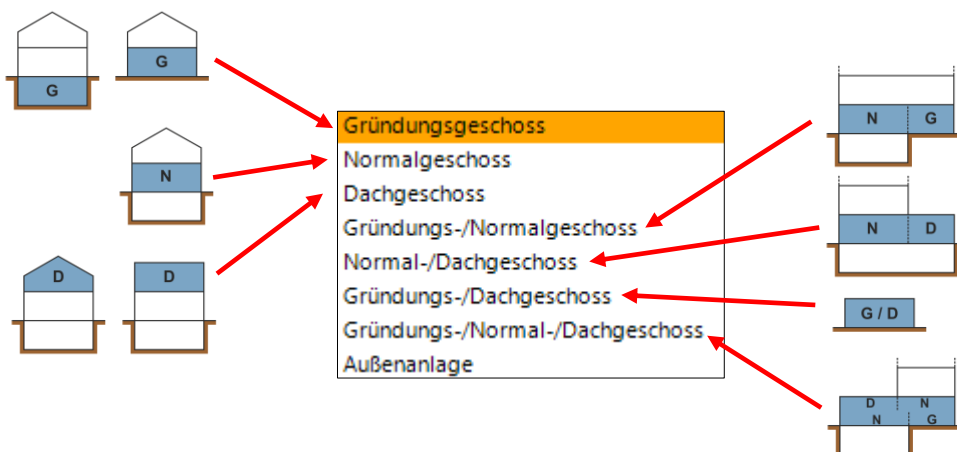 G
G
N
D
D
Gründungsgeschoss
Normalgeschoss
Dachgeschoss
Gründungs-/Normalgeschoss
Normal-/Dachgeschoss
Gründungs-/Dachgeschoss
Gründungs-/Normal-/Dachgeschoss
Außenanlage
N G
N D
G / D
D N
N G